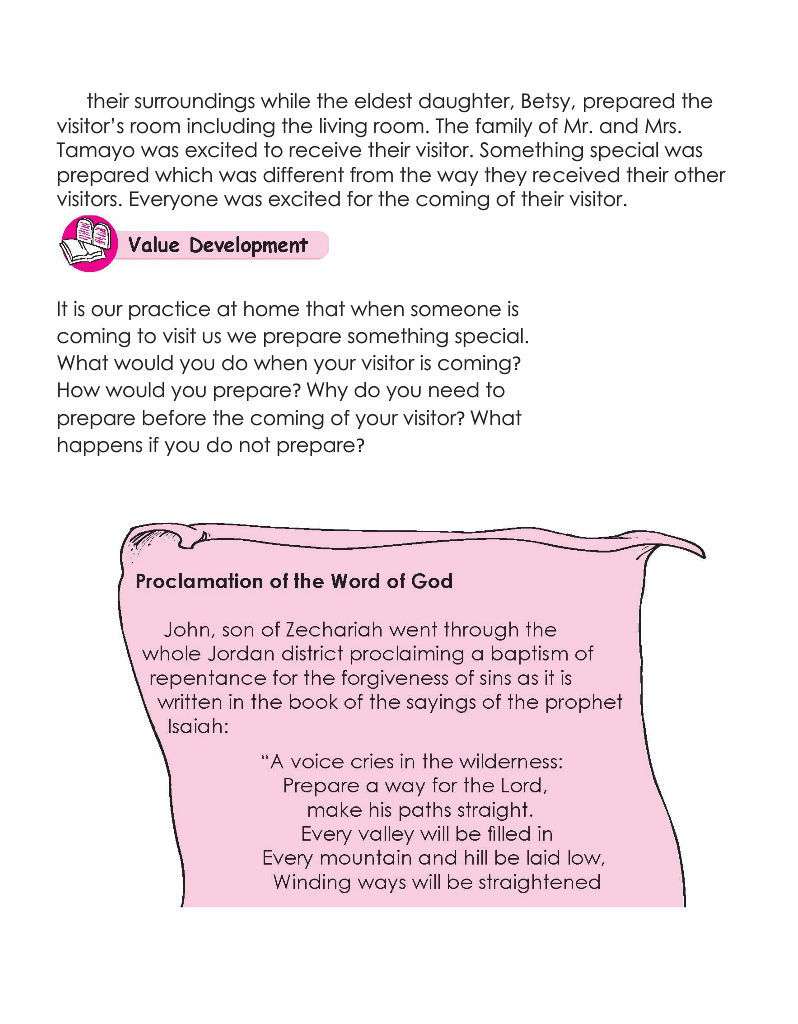 their surroundings while the eldest daughter, Betsy, prepared the
visitor’s room including the living room. The family of Mr. and Mrs.
Tamayo was excited to receive their visitor. Something special was
prepared which was different from the way they received their other
visitors. Everyone was excited for the coming of their visitor.
Value Development
It is our practice at home that when someone is
coming to visit us we prepare something special.
What would you do when your visitor is coming?
How would you prepare? Why do you need to
prepare before the coming of your visitor? What
happens if you do not prepare?
Proclamation of the Word of God
John, son of Zechariah went through the
whole Jordan district proclaiming a baptism of
repentance for the forgiveness of sins as it is
written in the book of the sayings of the prophet
Isaiah:
“A voice cries in the wilderness:
Prepare a way for the Lord,
make his paths straight.
Every valley will be filled in
Every mountain and hill be laid low,
Winding ways will be straightened